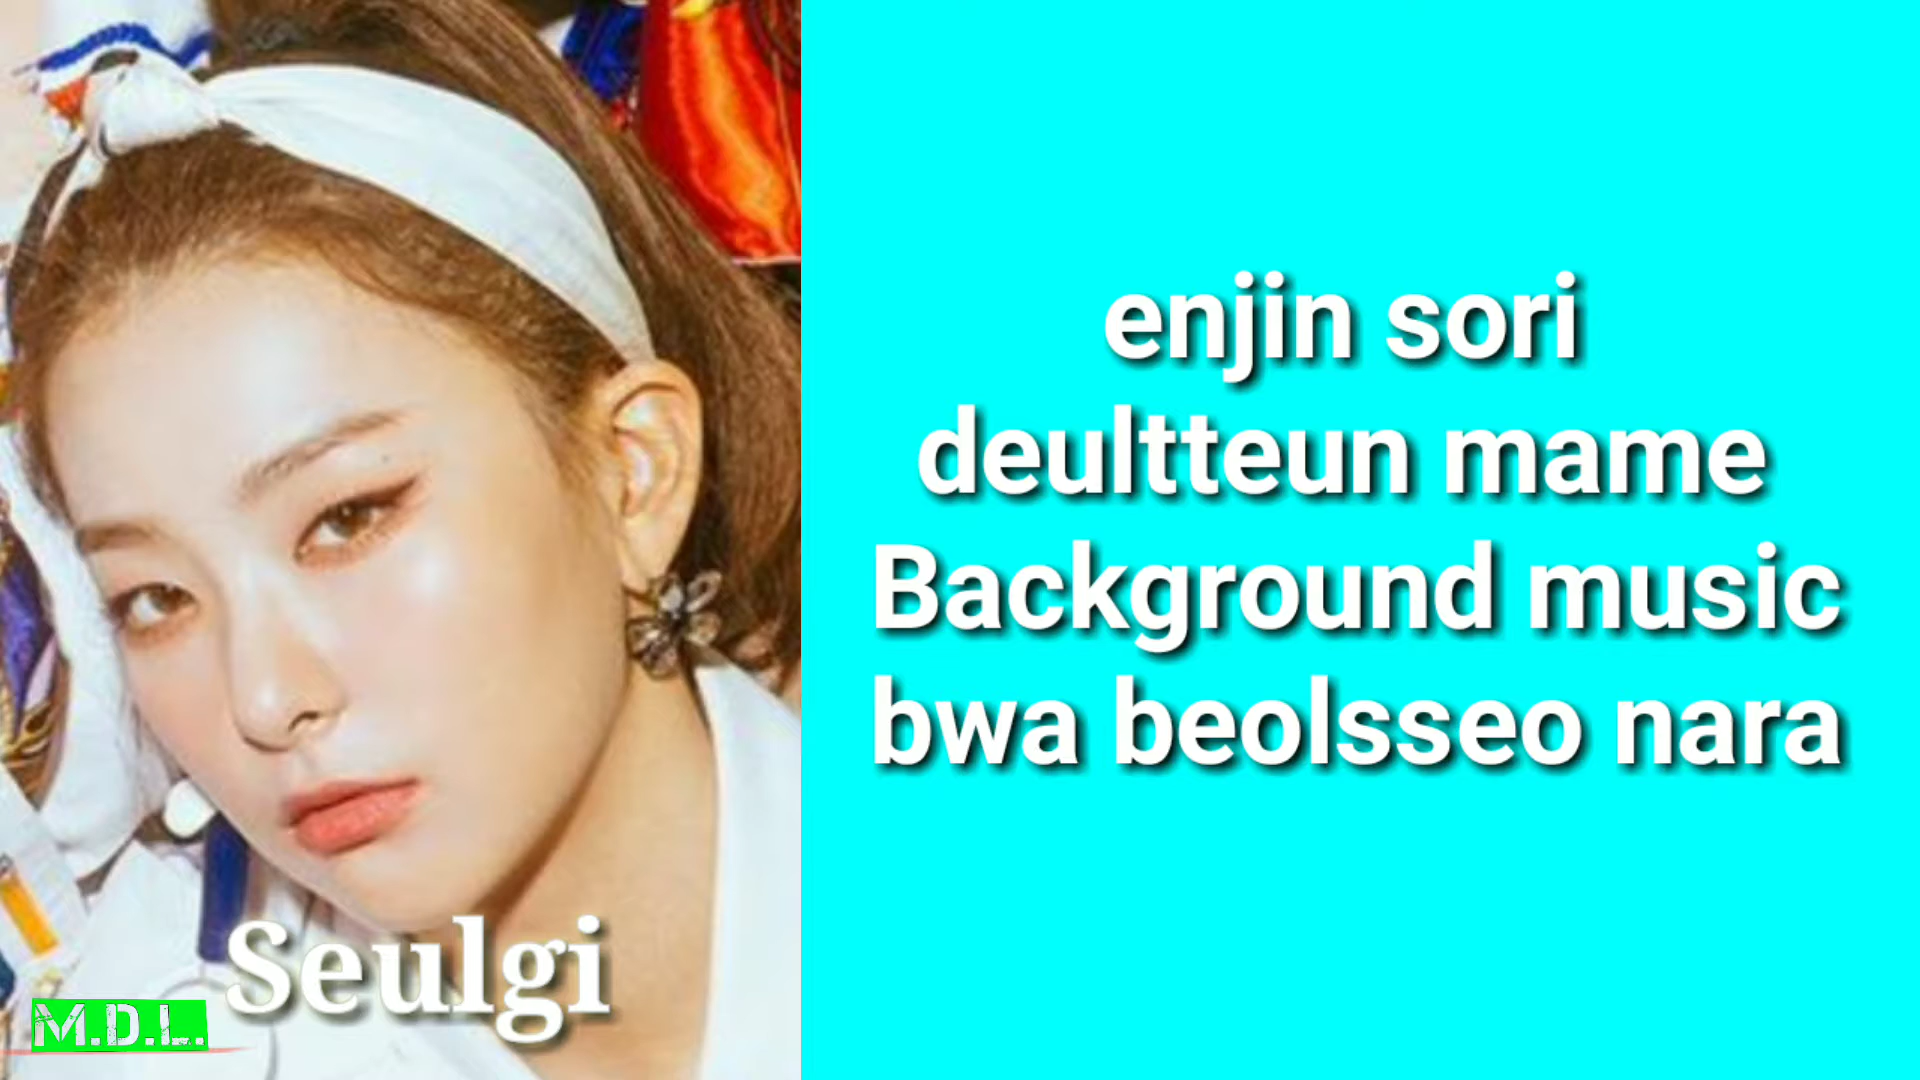 enjin sori
deultteun mame
Background music
bwa beolsseo nara
Seulgi
M.D.L.